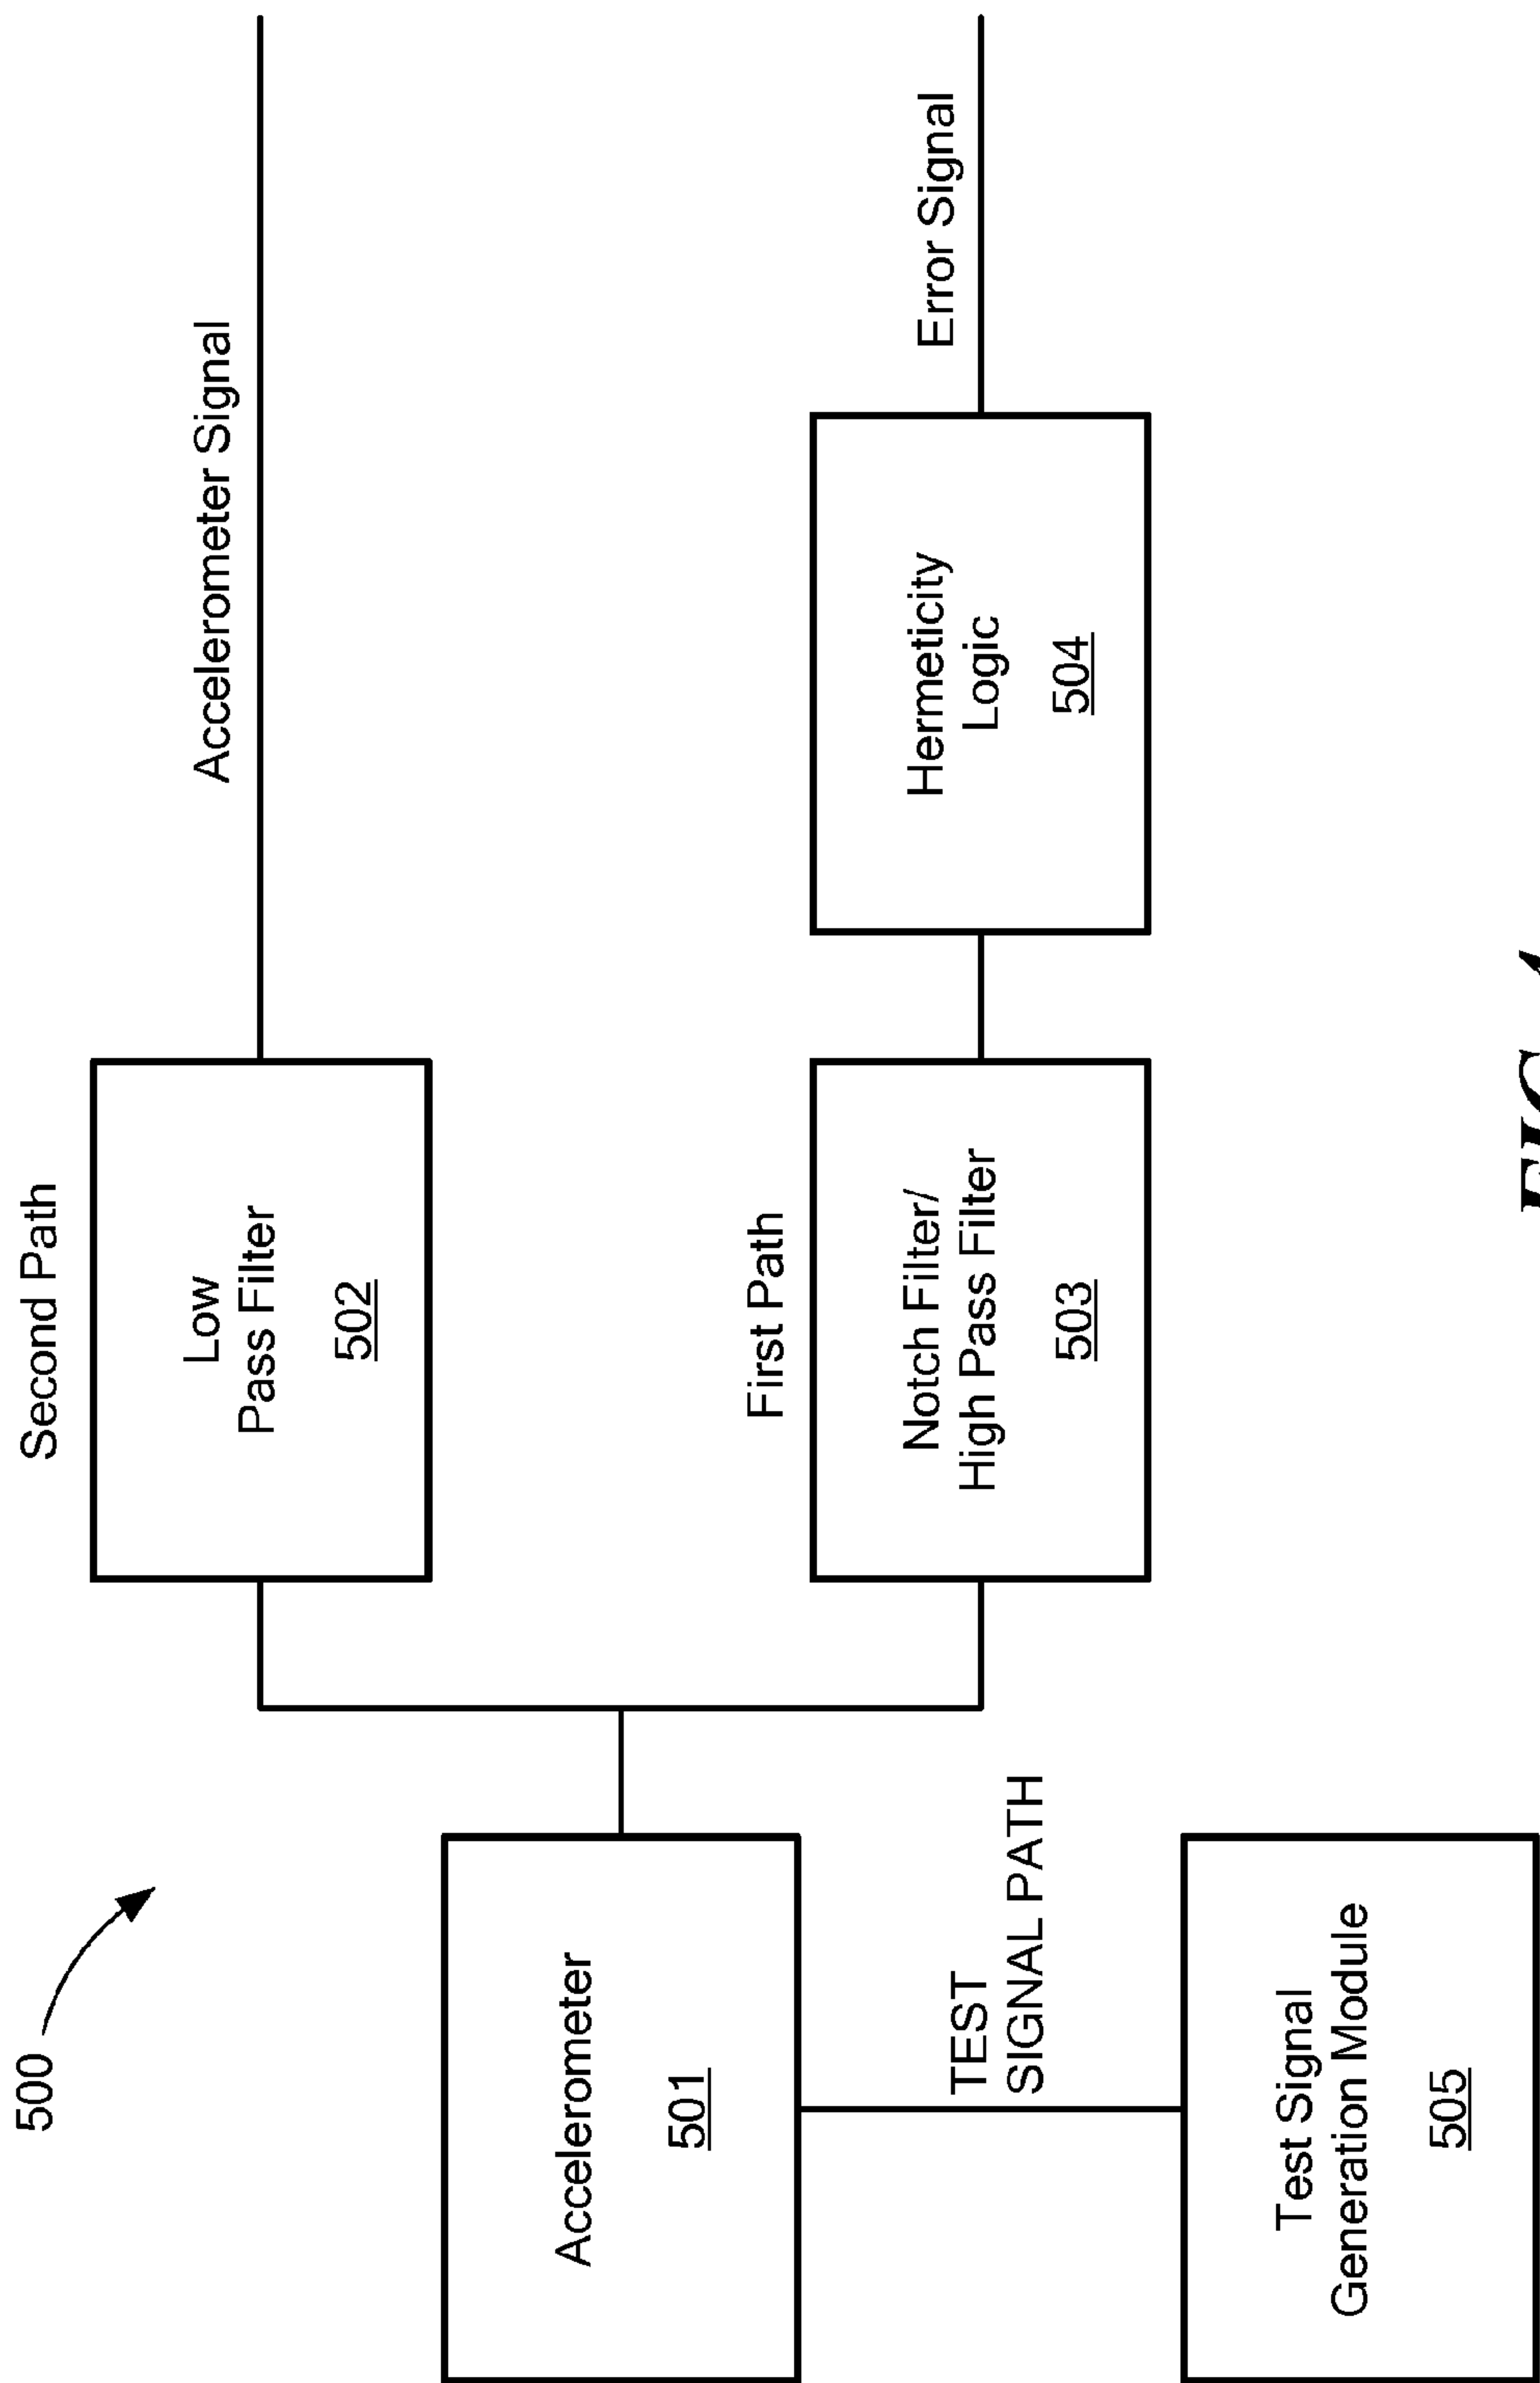 500
Second Path
Low
Pass Filter
502
Accelerometer Signal
Accelerometer
501
First Path
Notch Filter/
High Pass Filter
503
Hermeticity
Logic
504
Error Signal
TEST
SIGNAL PATH
Test Signal
Generation Module
505